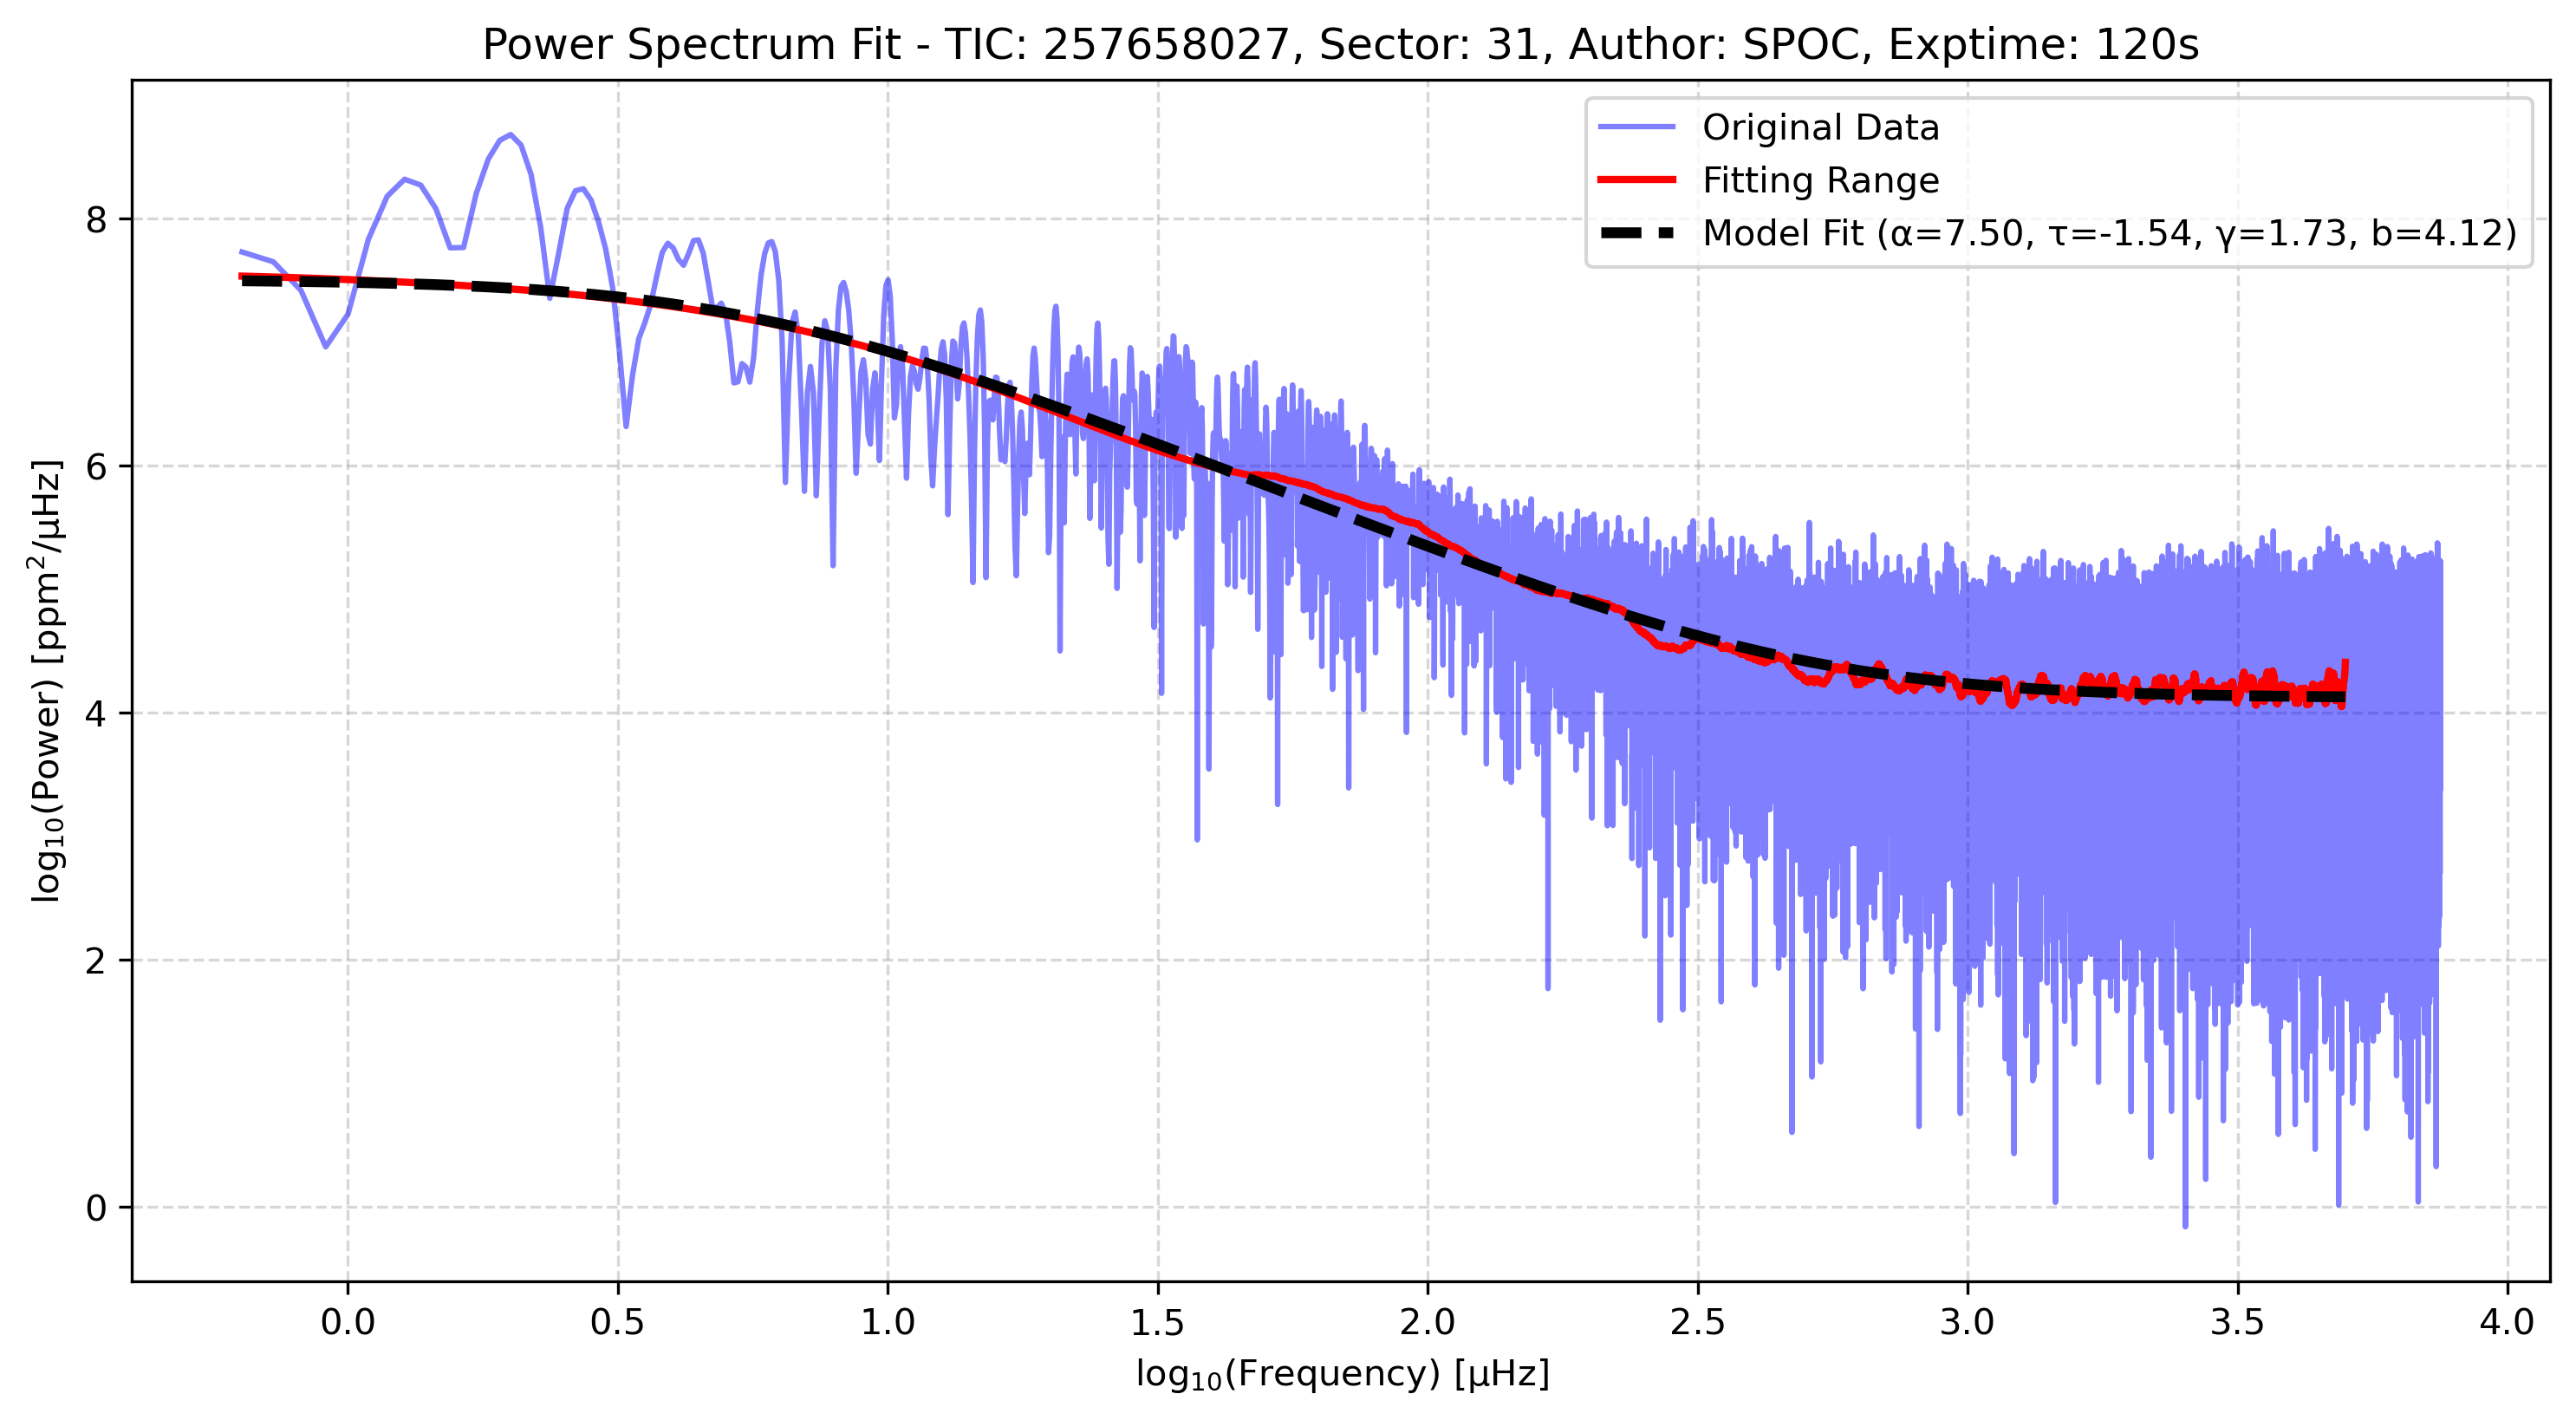 Power Spectrum Fit - TIC: 257658027, Sector: 31, Author: SPOC, Exptime: 120s
Original Data
Fitting Range
Model Fit (α=7.50, τ=-1.54, γ=1.73, b=4.12)
log₁₀(Power) [ppm²/μHz]
8
6
4
2
0
0.0 0.5 1.0 1.5 2.0 2.5 3.0 3.5 4.0
log₁₀(Frequency) [μHz]